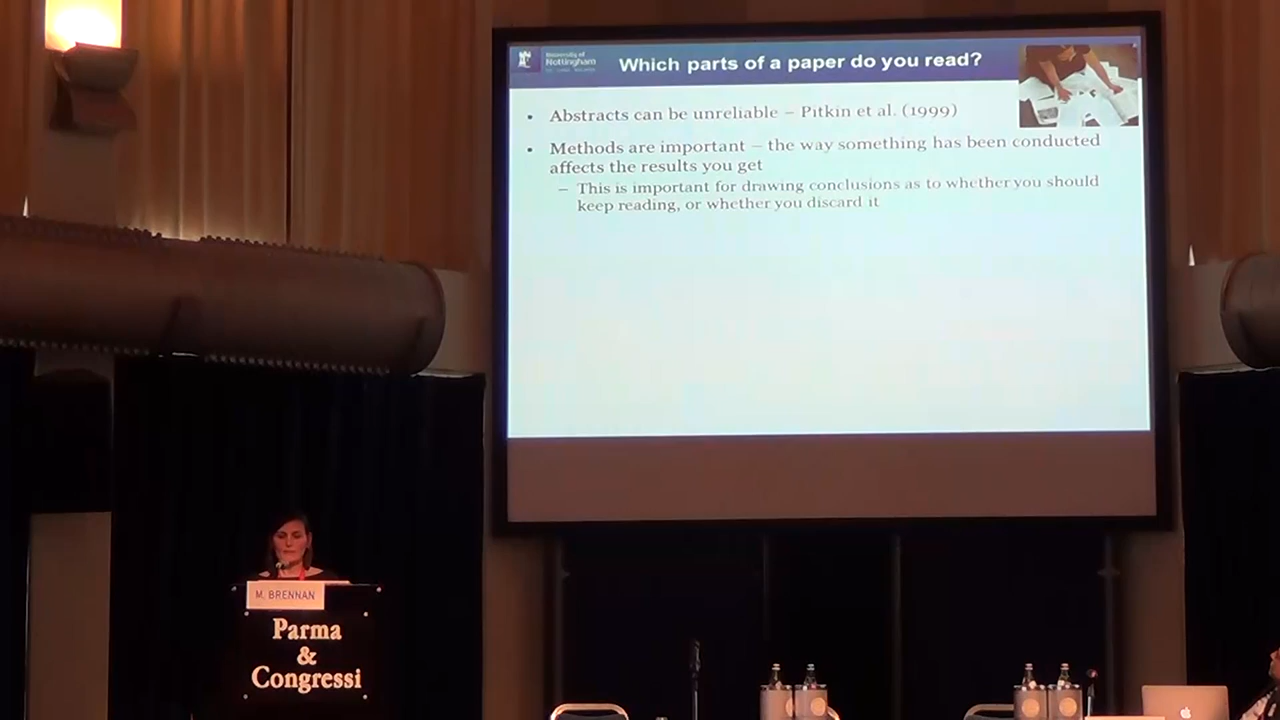 University of
Nottingham
Which parts of a paper do you read?
• Abstracts can be unreliable – Pitkin et al. (1999)
• Methods are important – the way something has been conducted
affects the results you get
– This is important for drawing conclusions as to whether you should
keep reading, or whether you discard it
M. BRENNAN
Parma
&
Congressi